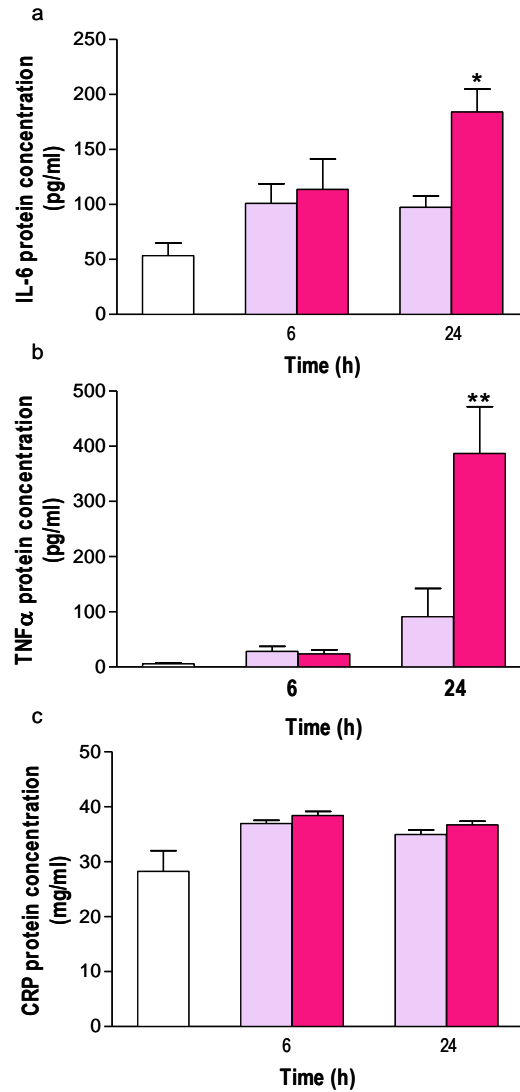 a
IL-6 protein concentration
(pg/ml)
250
200
150
100
50
0
*
6
24
Time (h)
b
TNFα protein concentration
(pg/ml)
500
400
300
200
100
0
**
6
24
Time (h)
c
CRP protein concentration
(mg/ml)
50
40
30
20
10
0
6
24
Time (h)